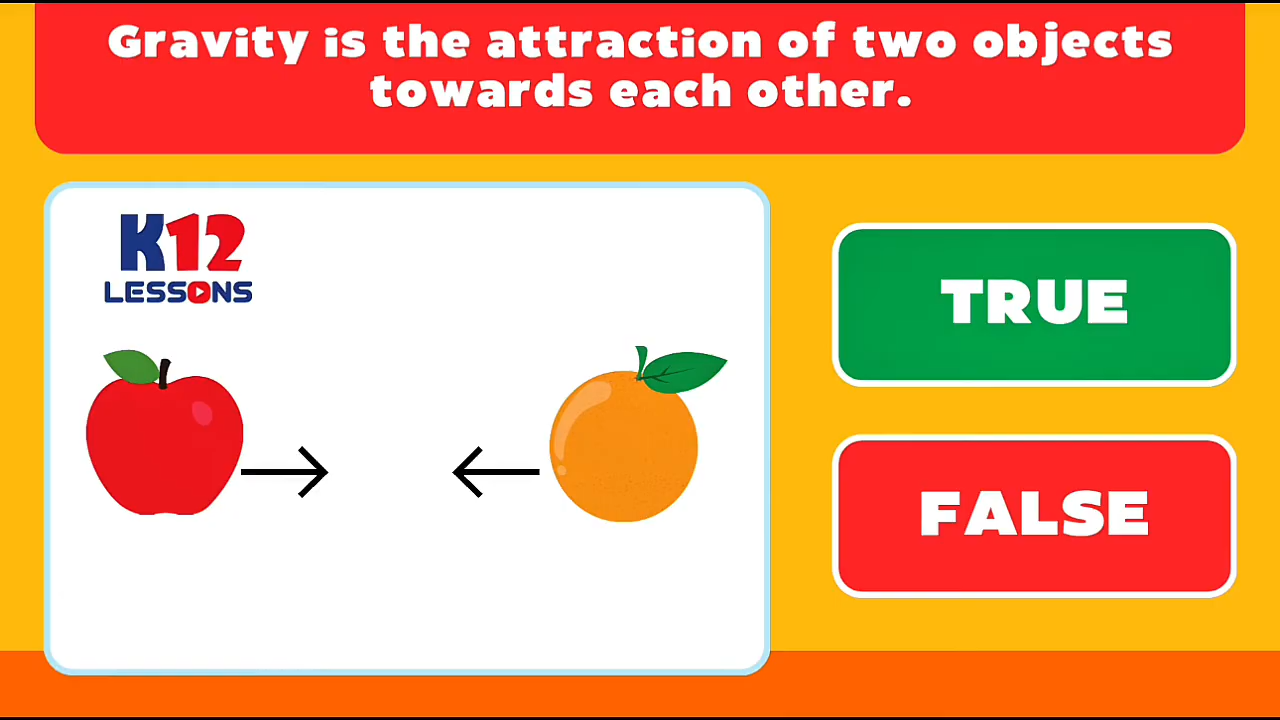 Gravity is the attraction of two objects
towards each other.
K12
LESSONS
TRUE
FALSE